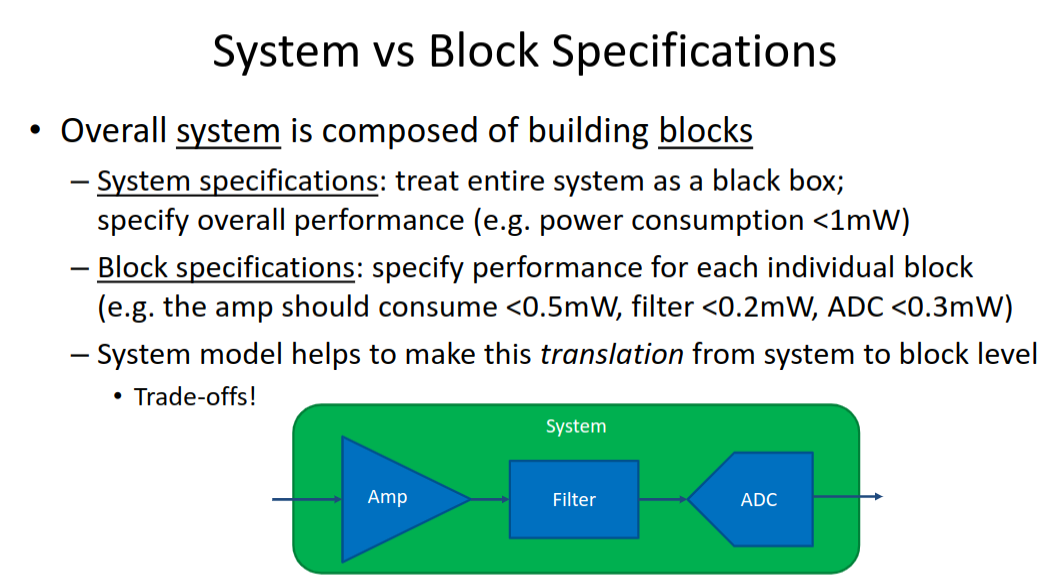 System vs Block Specifications
• Overall system is composed of building blocks
– System specifications: treat entire system as a black box;
specify overall performance (e.g. power consumption <1mW)
– Block specifications: specify performance for each individual block
(e.g. the amp should consume <0.5mW, filter <0.2mW, ADC <0.3mW)
– System model helps to make this translation from system to block level
• Trade-offs!
System
Amp
Filter
ADC